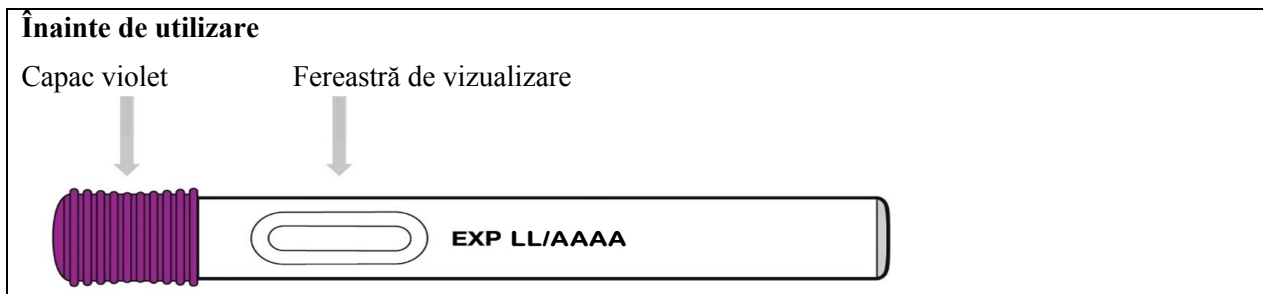 Înainte de utilizare
Capac violet Fereastră de vizualizare
EXP LL/AAAA